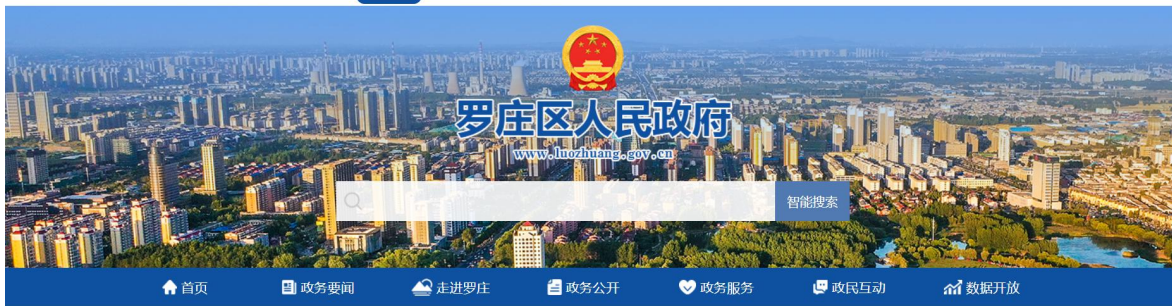 罗庄区人民政府
www.luozhuang.gov.cn
智能搜索
首页 政务要闻 走进罗庄 政务公开 政务服务 政民互动 数据开放